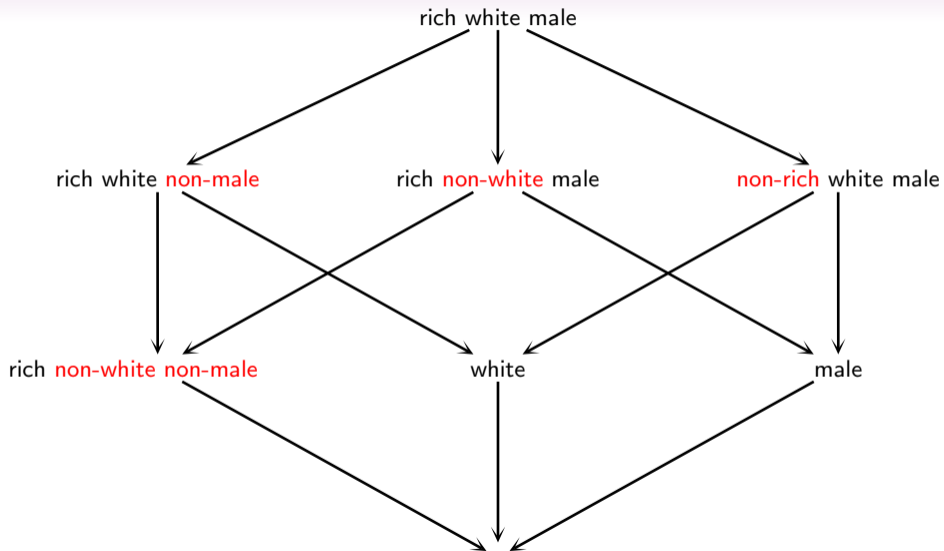 rich white male
rich white non-male
rich non-white male
non-rich white male
rich non-white non-male
white
male